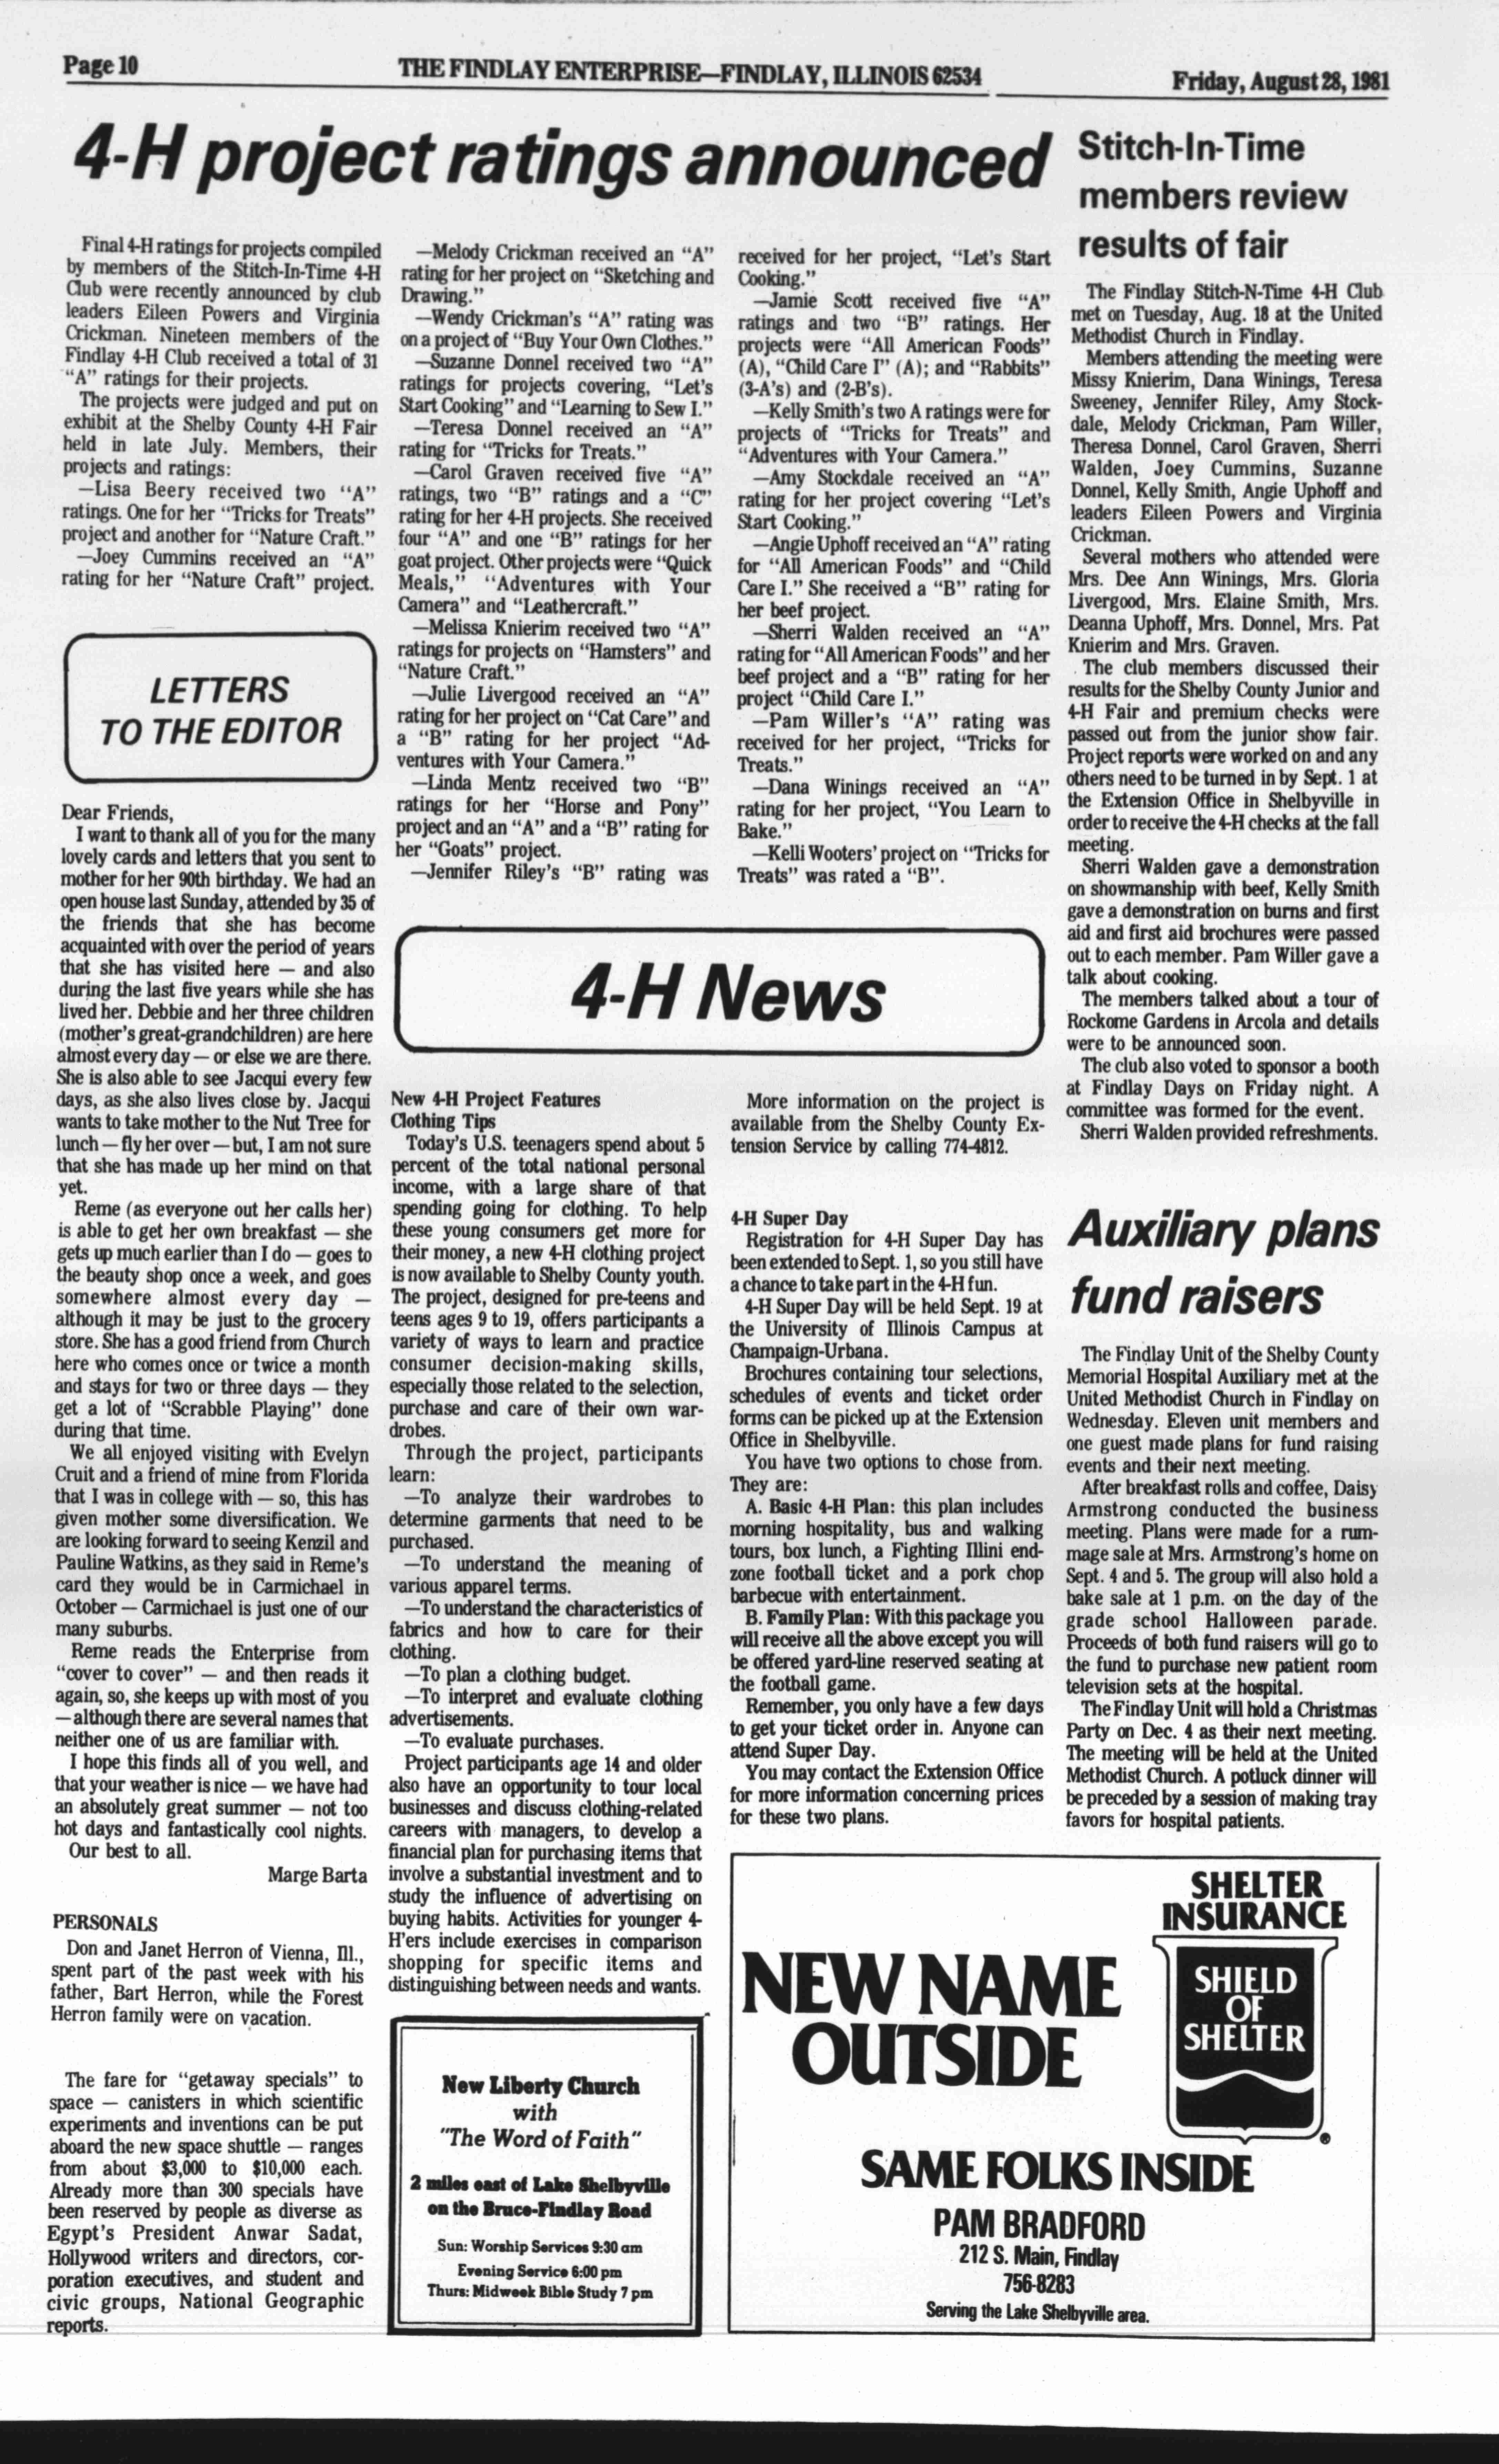 Page 10
THE FINDLAY ENTERPRISE—FINDLAY, ILLINOIS 62534
Friday, August 28, 1981
4-H project ratings announced
Final 4-H ratings for projects compiled
by members of the Stitch-In-Time 4-H
Club were recently announced by club
leaders Eileen Powers and Virginia
Crickman. Nineteen members of the
Findlay 4-H Club received a total of 31
"A" ratings for their projects.
The projects were judged and put on
exhibit at the Shelby County 4-H Fair
held in late July. Members, their
projects and ratings:
—Lisa Beery received two "A"
ratings. One for her "Tricks for Treats"
project and another for "Nature Craft."
—Joey Cummins received an "A"
rating for her "Nature Craft" project.
—Melody Crickman received an "A"
rating for her project on "Sketching and
Drawing."
—Wendy Crickman's "A" rating was
on a project of "Buy Your Own Clothes."
—Suzanne Donnel received two "A"
ratings for projects covering, "Let's
Start Cooking" and "Learning to Sew I."
—Teresa Donnel received an "A"
rating for "Tricks for Treats."
—Carol Graven received five "A"
ratings, two "B" ratings and a "C"
rating for her 4-H projects. She received
four "A" and one "B" ratings for her
goat project. Other projects were "Quick
Meals," "Adventures with Your
Camera" and "Leathercraft."
—Melissa Knierim received two "A"
ratings for projects on "Hamsters" and
"Nature Craft."
—Julie Livergood received an "A"
rating for her project on "Cat Care" and
a "B" rating for her project "Ad-
ventures with Your Camera."
—Linda Mentz received two "B"
ratings for her "Horse and Pony"
project and an "A" and a "B" rating for
her "Goats" project.
—Jennifer Riley's "B" rating was
received for her project, "Let's Start
Cooking."
—Jamie Scott received five "A"
ratings and two "B" ratings. Her
projects were "All American Foods"
(A), "Child Care I" (A); and "Rabbits"
(3-A's) and (2-B's).
—Kelly Smith's two A ratings were for
projects of "Tricks for Treats" and
"Adventures with Your Camera."
—Amy Stockdale received an "A"
rating for her project covering "Let's
Start Cooking."
—Angie Uphoff received an "A" rating
for "All American Foods" and "Child
Care I." She received a "B" rating for
her beef project.
—Sherri Walden received an "A"
rating for "All American Foods" and her
beef project and a "B" rating for her
project "Child Care I."
—Pam Willer's "A" rating was
received for her project, "Tricks for
Treats."
—Dana Winings received an "A"
rating for her project, "You Learn to
Bake."
—Kelli Wooters' project on "Tricks for
Treats" was rated a "B".
Stitch-In-Time
members review
results of fair
The Findlay Stitch-N-Time 4-H Club
met on Tuesday, Aug. 18 at the United
Methodist Church in Findlay.
Members attending the meeting were
Missy Knierim, Dana Winings, Teresa
Sweeney, Jennifer Riley, Amy Stock-
dale, Melody Crickman, Pam Willer,
Theresa Donnel, Carol Graven, Sherri
Walden, Joey Cummins, Suzanne
Donnel, Kelly Smith, Angie Uphoff and
leaders Eileen Powers and Virginia
Crickman.
Several mothers who attended were
Mrs. Dee Ann Winings, Mrs. Gloria
Livergood, Mrs. Elaine Smith, Mrs.
Deanna Uphoff, Mrs. Donnel, Mrs. Pat
Knierim and Mrs. Graven.
The club members discussed their
results for the Shelby County Junior and
4-H Fair and premium checks were
passed out from the junior show fair.
Project reports were worked on and any
others need to be turned in by Sept. 1 at
the Extension Office in Shelbyville in
order to receive the 4-H checks at the fall
meeting.
Sherri Walden gave a demonstration
on showmanship with beef, Kelly Smith
gave a demonstration on burns and first
aid and first aid brochures were passed
out to each member. Pam Willer gave a
talk about cooking.
The members talked about a tour of
Rockome Gardens in Arcola and details
were to be announced soon.
The club also voted to sponsor a booth
at Findlay Days on Friday night. A
committee was formed for the event.
Sherri Walden provided refreshments.
LETTERS
TO THE EDITOR
Dear Friends,
I want to thank all of you for the many
lovely cards and letters that you sent to
mother for her 90th birthday. We had an
open house last Sunday, attended by 35 of
the friends that she has become
acquainted with over the period of years
that she has visited here — and also
during the last five years while she has
lived her. Debbie and her three children
(mother's great-grandchildren) are here
almost every day — or else we are there.
She is also able to see Jacqui every few
days, as she also lives close by. Jacqui
wants to take mother to the Nut Tree for
lunch — fly her over — but, I am not sure
that she has made up her mind on that
yet.
Reme (as everyone out her calls her)
is able to get her own breakfast — she
gets up much earlier than I do — goes to
the beauty shop once a week, and goes
somewhere almost every day —
although it may be just to the grocery
store. She has a good friend from Church
here who comes once or twice a month
and stays for two or three days — they
get a lot of "Scrabble Playing" done
during that time.
We all enjoyed visiting with Evelyn
Cruit and a friend of mine from Florida
that I was in college with — so, this has
given mother some diversification. We
are looking forward to seeing Kenzil and
Pauline Watkins, as they said in Reme's
card they would be in Carmichael in
October — Carmichael is just one of our
many suburbs.
Reme reads the Enterprise from
"cover to cover" — and then reads it
again, so, she keeps up with most of you
—although there are several names that
neither one of us are familiar with.
I hope this finds all of you well, and
that your weather is nice — we have had
an absolutely great summer — not too
hot days and fantastically cool nights.
Our best to all.
Marge Barta
PERSONALS
Don and Janet Herron of Vienna, Ill.,
spent part of the past week with his
father, Bart Herron, while the Forest
Herron family were on vacation.
The fare for "getaway specials" to
space — canisters in which scientific
experiments and inventions can be put
aboard the new space shuttle — ranges
from about $3,000 to $10,000 each.
Already more than 300 specials have
been reserved by people as diverse as
Egypt's President Anwar Sadat,
Hollywood writers and directors, cor-
poration executives, and student and
civic groups, National Geographic
reports.
4-H News
New 4-H Project Features
Clothing Tips
Today's U.S. teenagers spend about 5
percent of the total national personal
income, with a large share of that
spending going for clothing. To help
these young consumers get more for
their money, a new 4-H clothing project
is now available to Shelby County youth.
The project, designed for pre-teens and
teens ages 9 to 19, offers participants a
variety of ways to learn and practice
consumer decision-making skills,
especially those related to the selection,
purchase and care of their own war-
drobes.
Through the project, participants
learn:
—To analyze their wardrobes to
determine garments that need to be
purchased.
—To understand the meaning of
various apparel terms.
—To understand the characteristics of
fabrics and how to care for their
clothing.
—To plan a clothing budget.
—To interpret and evaluate clothing
advertisements.
—To evaluate purchases.
Project participants age 14 and older
also have an opportunity to tour local
businesses and discuss clothing-related
careers with managers, to develop a
financial plan for purchasing items that
involve a substantial investment and to
study the influence of advertising on
buying habits. Activities for younger 4-
H'ers include exercises in comparison
shopping for specific items and
distinguishing between needs and wants.
More information on the project is
available from the Shelby County Ex-
tension Service by calling 774-4812.
4-H Super Day
Registration for 4-H Super Day has
been extended to Sept. 1, so you still have
a chance to take part in the 4-H fun.
4-H Super Day will be held Sept. 19 at
the University of Illinois Campus at
Champaign-Urbana.
Brochures containing tour selections,
schedules of events and ticket order
forms can be picked up at the Extension
Office in Shelbyville.
You have two options to chose from.
They are:
A. Basic 4-H Plan: this plan includes
morning hospitality, bus and walking
tours, box lunch, a Fighting Illini end-
zone football ticket and a pork chop
barbecue with entertainment.
B. Family Plan: With this package you
will receive all the above except you will
be offered yard-line reserved seating at
the football game.
Remember, you only have a few days
to get your ticket order in. Anyone can
attend Super Day.
You may contact the Extension Office
for more information concerning prices
for these two plans.
Auxiliary plans
fund raisers
The Findlay Unit of the Shelby County
Memorial Hospital Auxiliary met at the
United Methodist Church in Findlay on
Wednesday. Eleven unit members and
one guest made plans for fund raising
events and their next meeting.
After breakfast rolls and coffee, Daisy
Armstrong conducted the business
meeting. Plans were made for a rum-
mage sale at Mrs. Armstrong's home on
Sept. 4 and 5. The group will also hold a
bake sale at 1 p.m. on the day of the
grade school Halloween parade.
Proceeds of both fund raisers will go to
the fund to purchase new patient room
television sets at the hospital.
The Findlay Unit will hold a Christmas
Party on Dec. 4 as their next meeting.
The meeting will be held at the United
Methodist Church. A potluck dinner will
be preceded by a session of making tray
favors for hospital patients.
New Liberty Church
with
"The Word of Faith"
2 miles east of Lake Shelbyville
on the Bruce-Findlay Road
Sun: Worship Services 9:30 am
Evening Service 6:00 pm
Thurs: Midweek Bible Study 7 pm
SHELTER
INSURANCE
SHIELD
OF
SHELTER
®
NEW NAME
OUTSIDE
SAME FOLKS INSIDE
PAM BRADFORD
212 S. Main, Findlay
756-8283
Serving the Lake Shelbyville area.